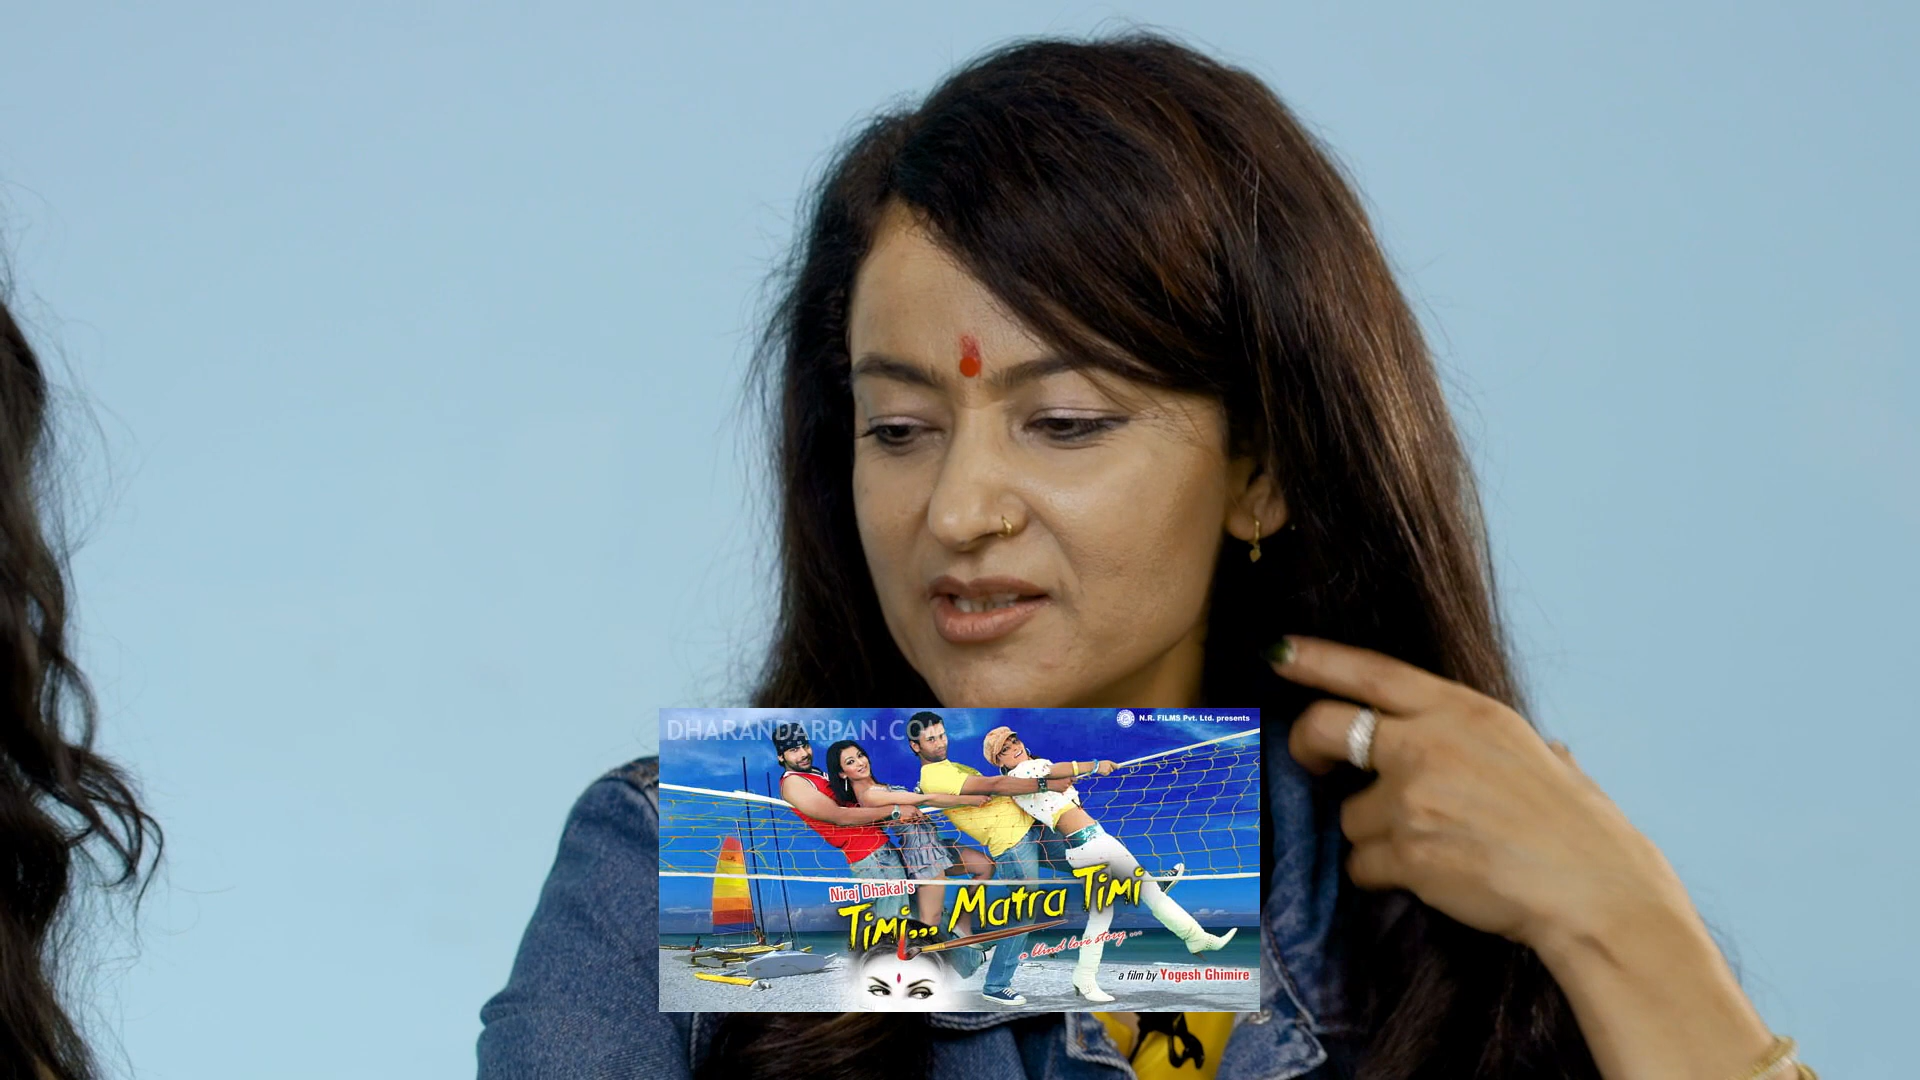 DHARANDARPAN.COM
N.R. FILMS Pvt. Ltd. presents
Niraj Dhakal's
Timi... Matra Timi
a blind love story ...
a film by Yogesh Ghimire